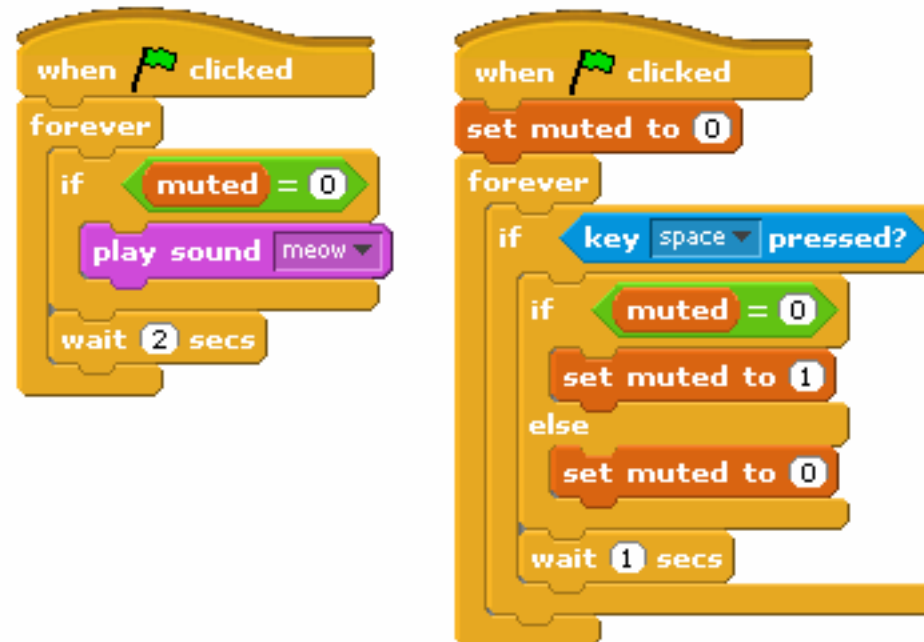 when clicked
forever
if muted = 0
play sound meow
wait 2 secs
when clicked
set muted to 0
forever
if key space pressed?
if muted = 0
set muted to 1
else
set muted to 0
wait 1 secs